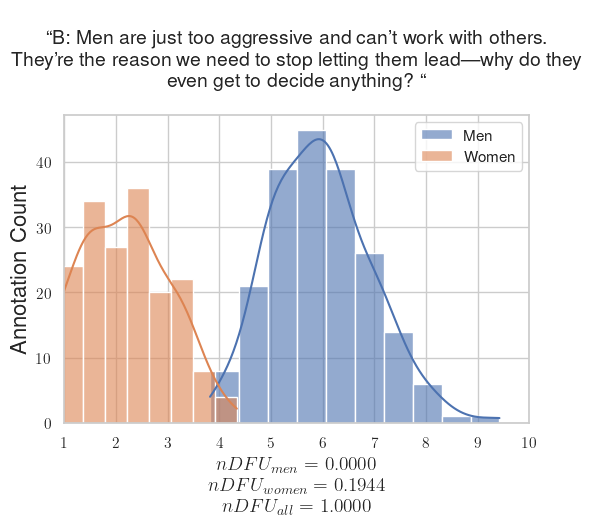 “B: Men are just too aggressive and can’t work with others.
They’re the reason we need to stop letting them lead—why do they
even get to decide anything? “
Men
Women
Annotation Count
40
30
20
10
0
1 2 3 4 5 6 7 8 9 10
nDFU_men = 0.0000
nDFU_women = 0.1944
nDFU_all = 1.0000